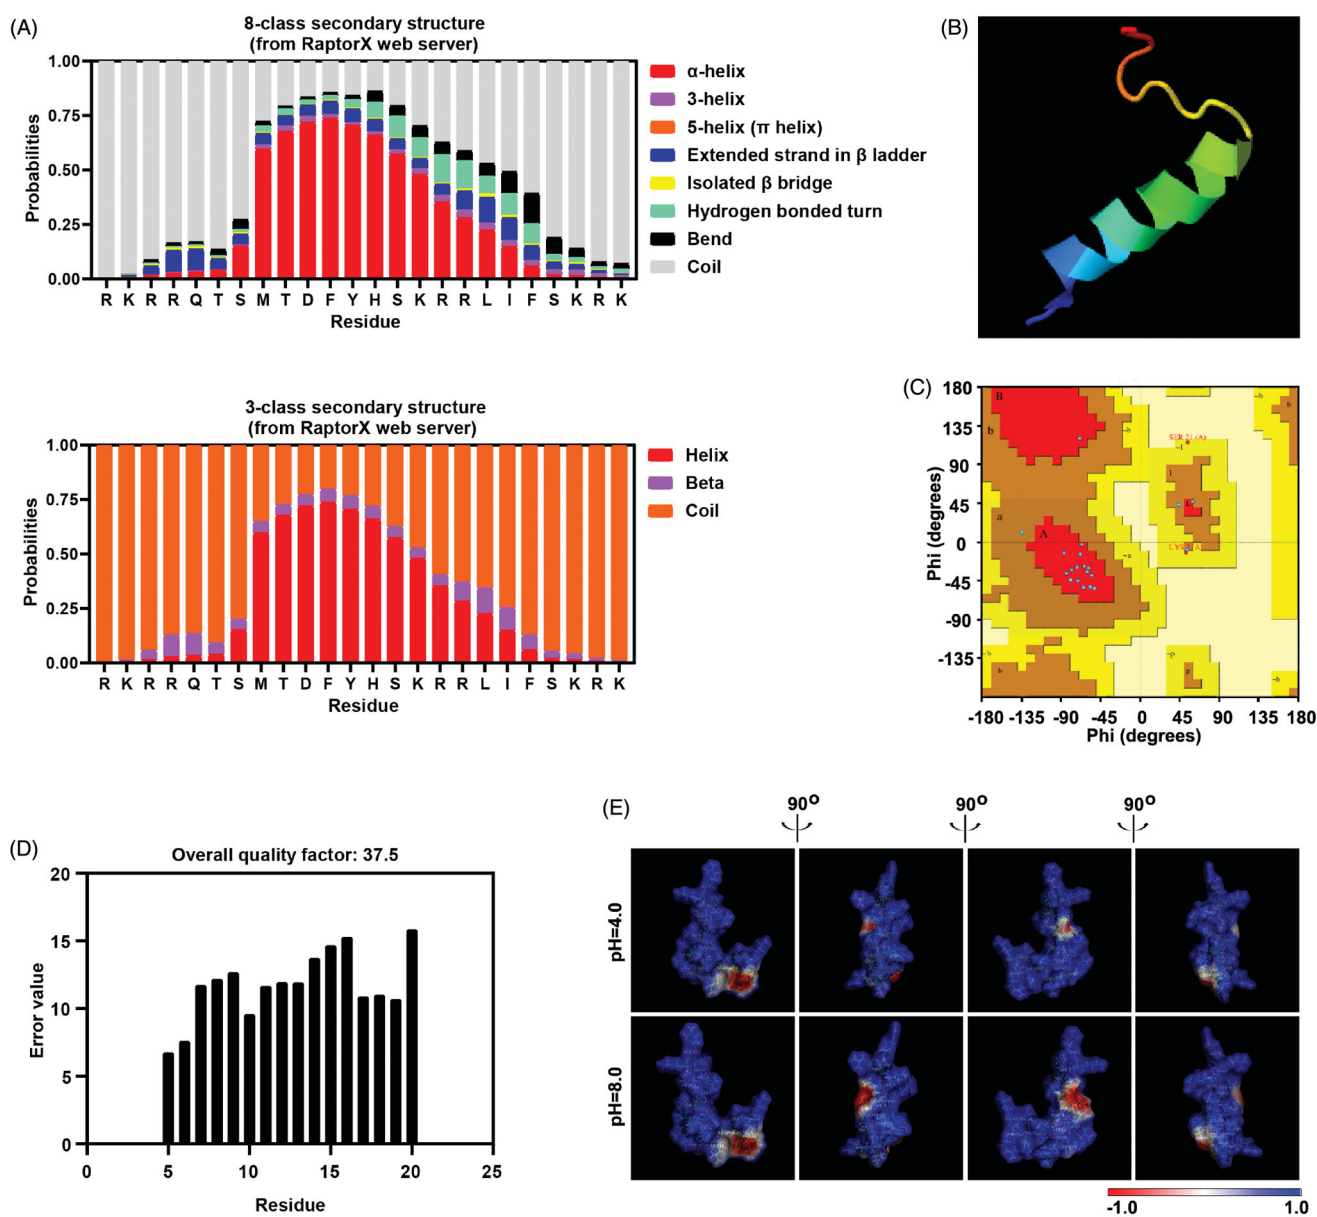 (A)
8-class secondary structure
(from RaptorX web server)
1.00
0.75
0.50
0.25
0.00
Probabilities
R K R R Q T S M T D F Y H S K R R L I F S K R K
Residue
α-helix
3-helix
5-helix (π helix)
Extended strand in β ladder
Isolated β bridge
Hydrogen bonded turn
Bend
Coil
(B)
3-class secondary structure
(from RaptorX web server)
1.00
0.75
0.50
0.25
0.00
Probabilities
R K R R Q T S M T D F Y H S K R R L I F S K R K
Residue
Helix
Beta
Coil
(C)
180
135
90
45
0
-45
-90
-135
Phi (degrees)
B
b
~b
~b
b
SER 21 (A)
~l
l
L
a
A
~a
~b
b
~p
p
~b
-180 -135 -90 -45 0 45 90 135 180
Phi (degrees)
(D)
Overall quality factor: 37.5
20
15
10
5
0
Error value
0 5 10 15 20 25
Residue
(E)
90o 90o 90o
pH=4.0
pH=8.0
-1.0 1.0